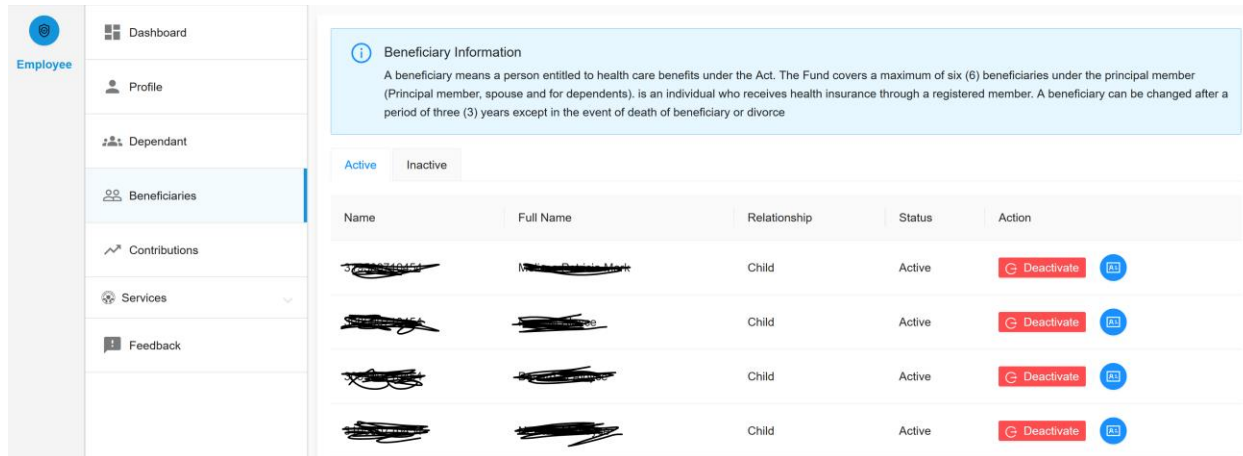 Dashboard
Employee
Profile
Dependant
Beneficiaries
Contributions
Services
Feedback
Beneficiary Information
A beneficiary means a person entitled to health care benefits under the Act. The Fund covers a maximum of six (6) beneficiaries under the principal member
(Principal member, spouse and for dependents). is an individual who receives health insurance through a registered member. A beneficiary can be changed after a
period of three (3) years except in the event of death of beneficiary or divorce
Active Inactive
Name Full Name Relationship Status Action
Child Active Deactivate
Child Active Deactivate
Child Active Deactivate
Child Active Deactivate